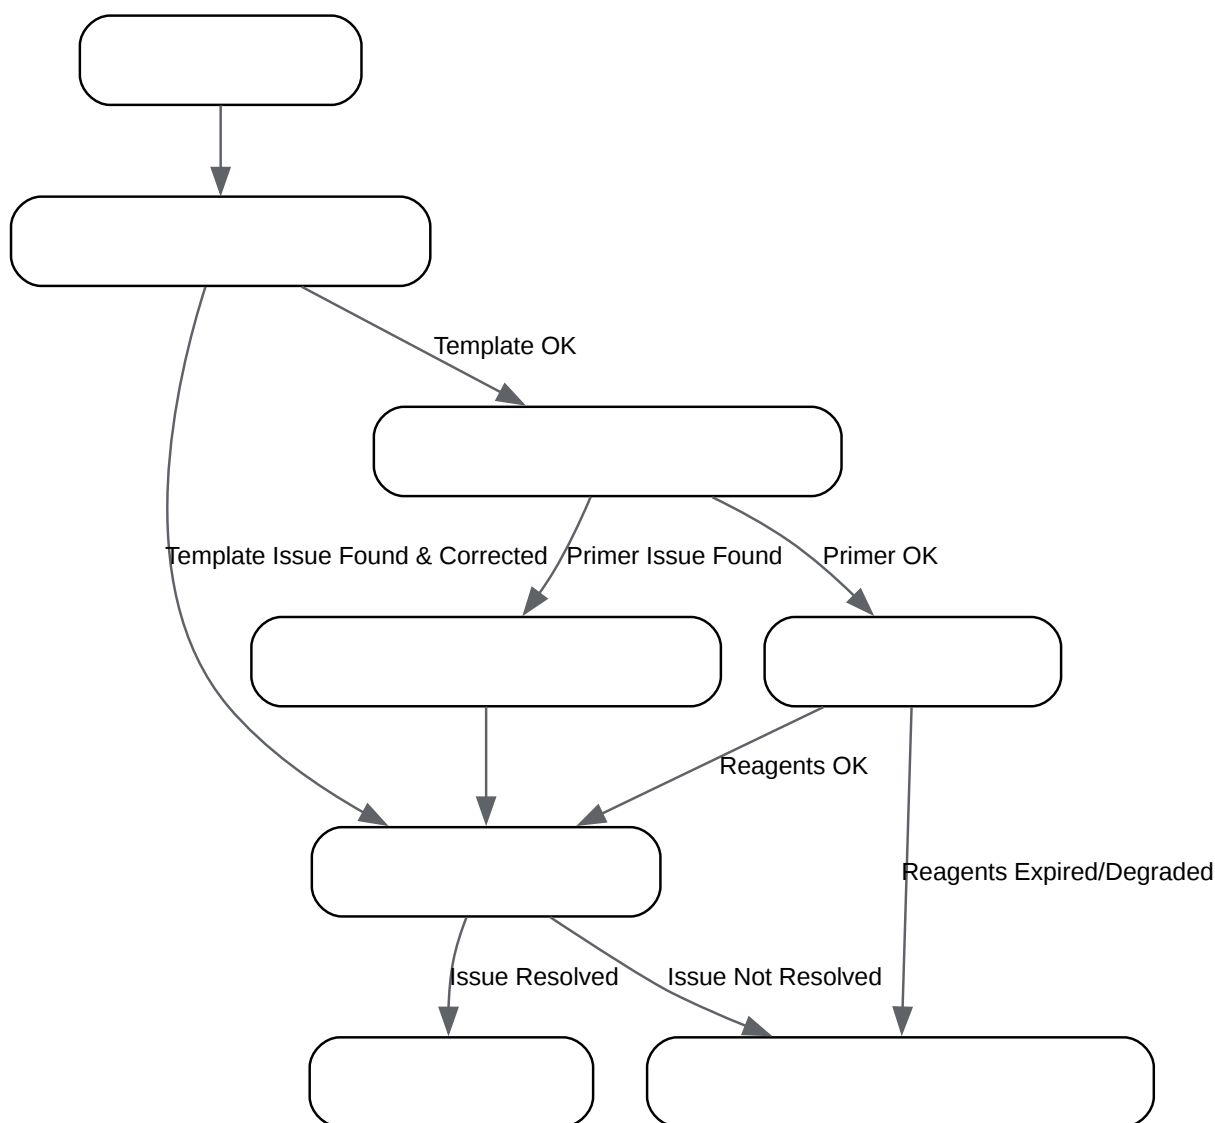 Template OK
Template Issue Found & Corrected
Primer Issue Found
Primer OK
Reagents OK
Reagents Expired/Degraded
Issue Resolved
Issue Not Resolved